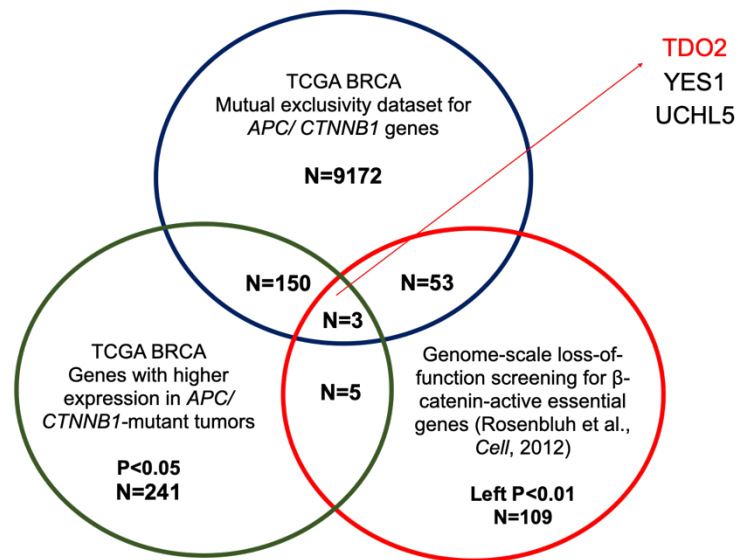 TCGA BRCA
Mutual exclusivity dataset for
APC/ CTNNB1 genes
N=9172
TDO2
YES1
UCHL5
N=150
N=53
N=3
TCGA BRCA
Genes with higher
expression in APC/
CTNNB1-mutant tumors
P<0.05
N=241
N=5
Genome-scale loss-of-
function screening for β-
catenin-active essential
genes (Rosenbluh et al.,
Cell, 2012)
Left P<0.01
N=109